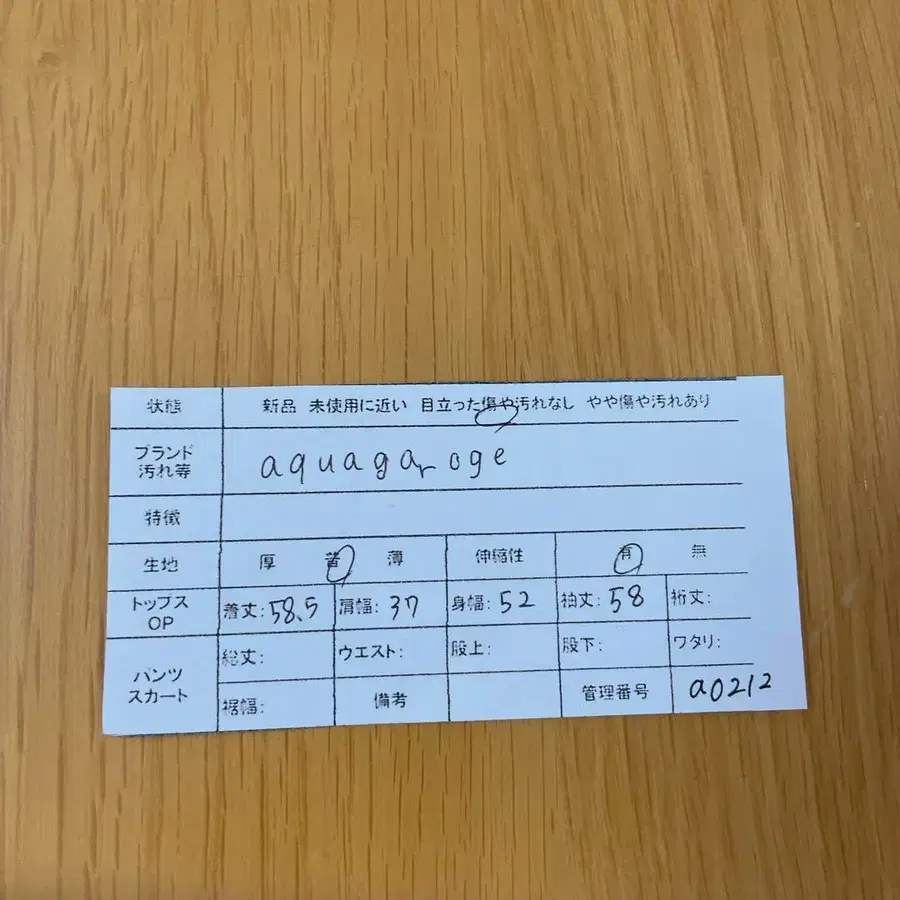 状態 新品 未使用に近い 目立った傷や汚れなし やや傷や汚れあり
ブランド
汚れ等
aquagaroge
特徴
生地 厚 普 薄 伸縮性 有 無
トップス
OP
着丈:58.5 肩幅:37 身幅:52 袖丈:58 裄丈:
パンツ
スカート
総丈: ウエスト: 股上: 股下: ワタリ:
裾幅: 備考 管理番号 a0212